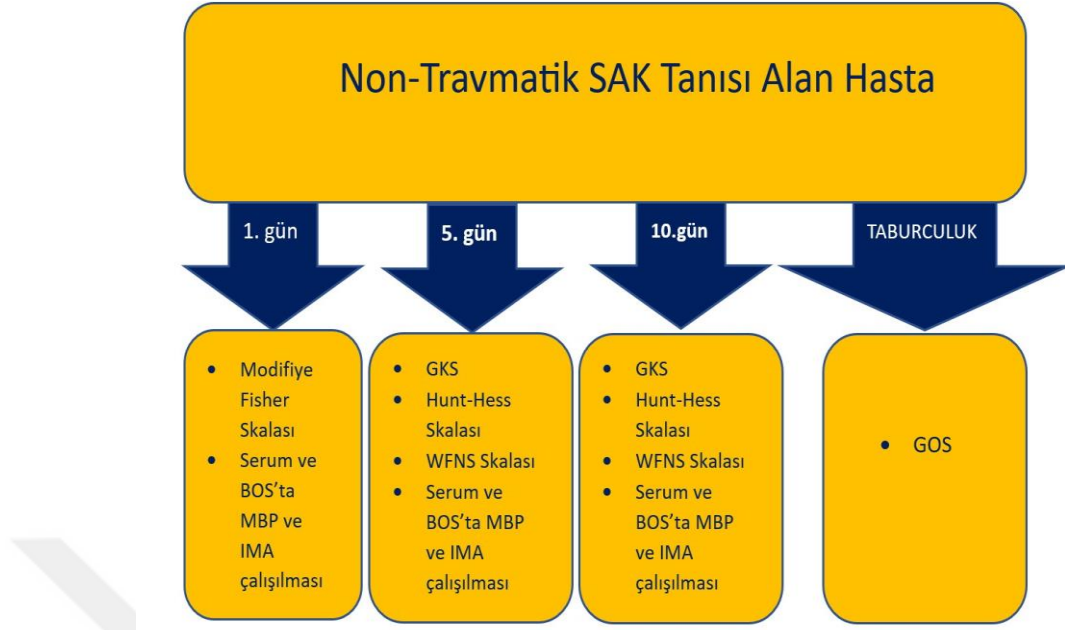 Non-Travmatik SAK Tanısı Alan Hasta
1. gün
5. gün
10.gün
TABURCULUK
• Modifiye
Fisher
Skalası
• Serum ve
BOS’ta
MBP ve
IMA
çalışılması
• GKS
• Hunt-Hess
Skalası
• WFNS Skalası
• Serum ve
BOS’ta MBP
ve IMA
çalışılması
• GKS
• Hunt-Hess
Skalası
• WFNS Skalası
• Serum ve
BOS’ta MBP
ve IMA
çalışılması
• GOS